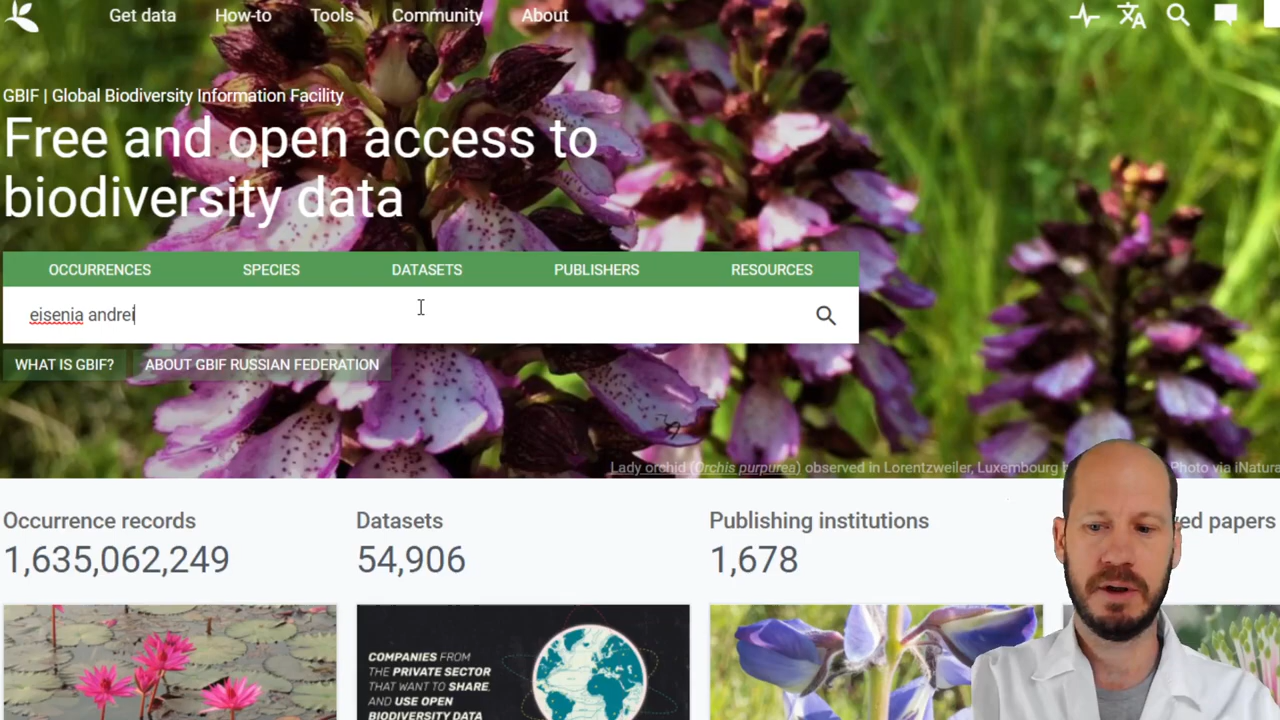 Get data How-to Tools Community About
GBIF | Global Biodiversity Information Facility
Free and open access to
biodiversity data
OCCURRENCES SPECIES DATASETS PUBLISHERS RESOURCES
eisenia andrei
WHAT IS GBIF? ABOUT GBIF RUSSIAN FEDERATION
Lady orchid (Orchis purpurea) observed in Lorentzweiler, Luxembourg Photo via
Occurrence records Datasets Publishing institutions papers
1,635,062,249 54,906 1,678
COMPANIES FROM
THE PRIVATE SECTOR
THAT WANT TO SHARE
AND USE OPEN
BIODIVERSITY DATA